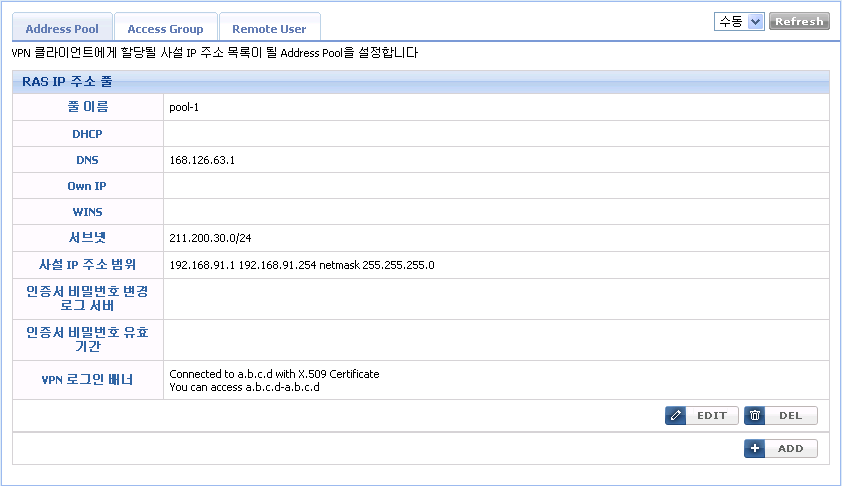 Address Pool Access Group Remote User 수동 Refresh
VPN 클라이언트에게 할당될 사설 IP 주소 목록이 될 Address Pool을 설정합니다
RAS IP 주소 풀
풀 이름 pool-1
DHCP
DNS 168.126.63.1
Own IP
WINS
서브넷 211.200.30.0/24
사설 IP 주소 범위 192.168.91.1 192.168.91.254 netmask 255.255.255.0
인증서 비밀번호 변경
로그 서버
인증서 비밀번호 유효
기간
VPN 로그인 배너 Connected to a.b.c.d with X.509 Certificate
You can access a.b.c.d-a.b.c.d
EDIT DEL
ADD